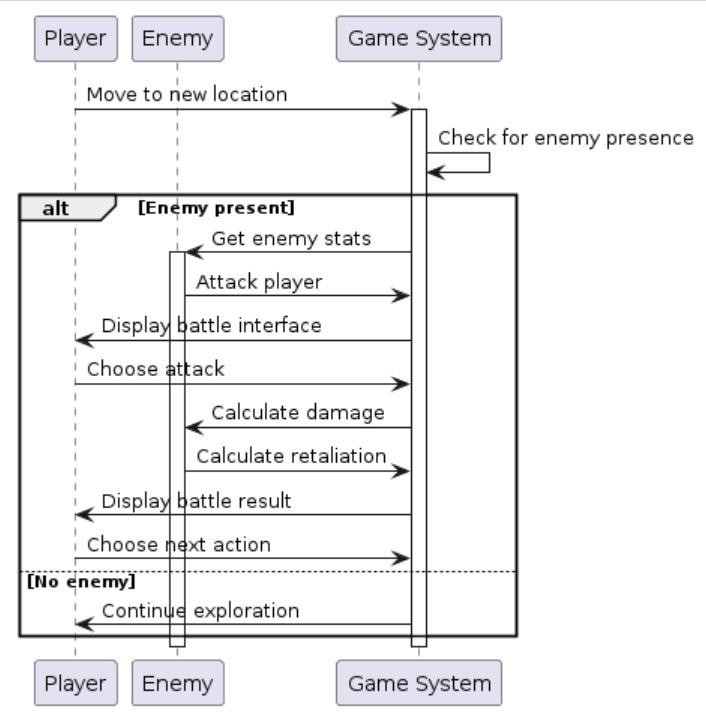 Player Enemy Game System
Move to new location
Check for enemy presence
alt [Enemy present]
Get enemy stats
Attack player
Display battle interface
Choose attack
Calculate damage
Calculate retaliation
Display battle result
Choose next action
[No enemy]
Continue exploration
Player Enemy Game System